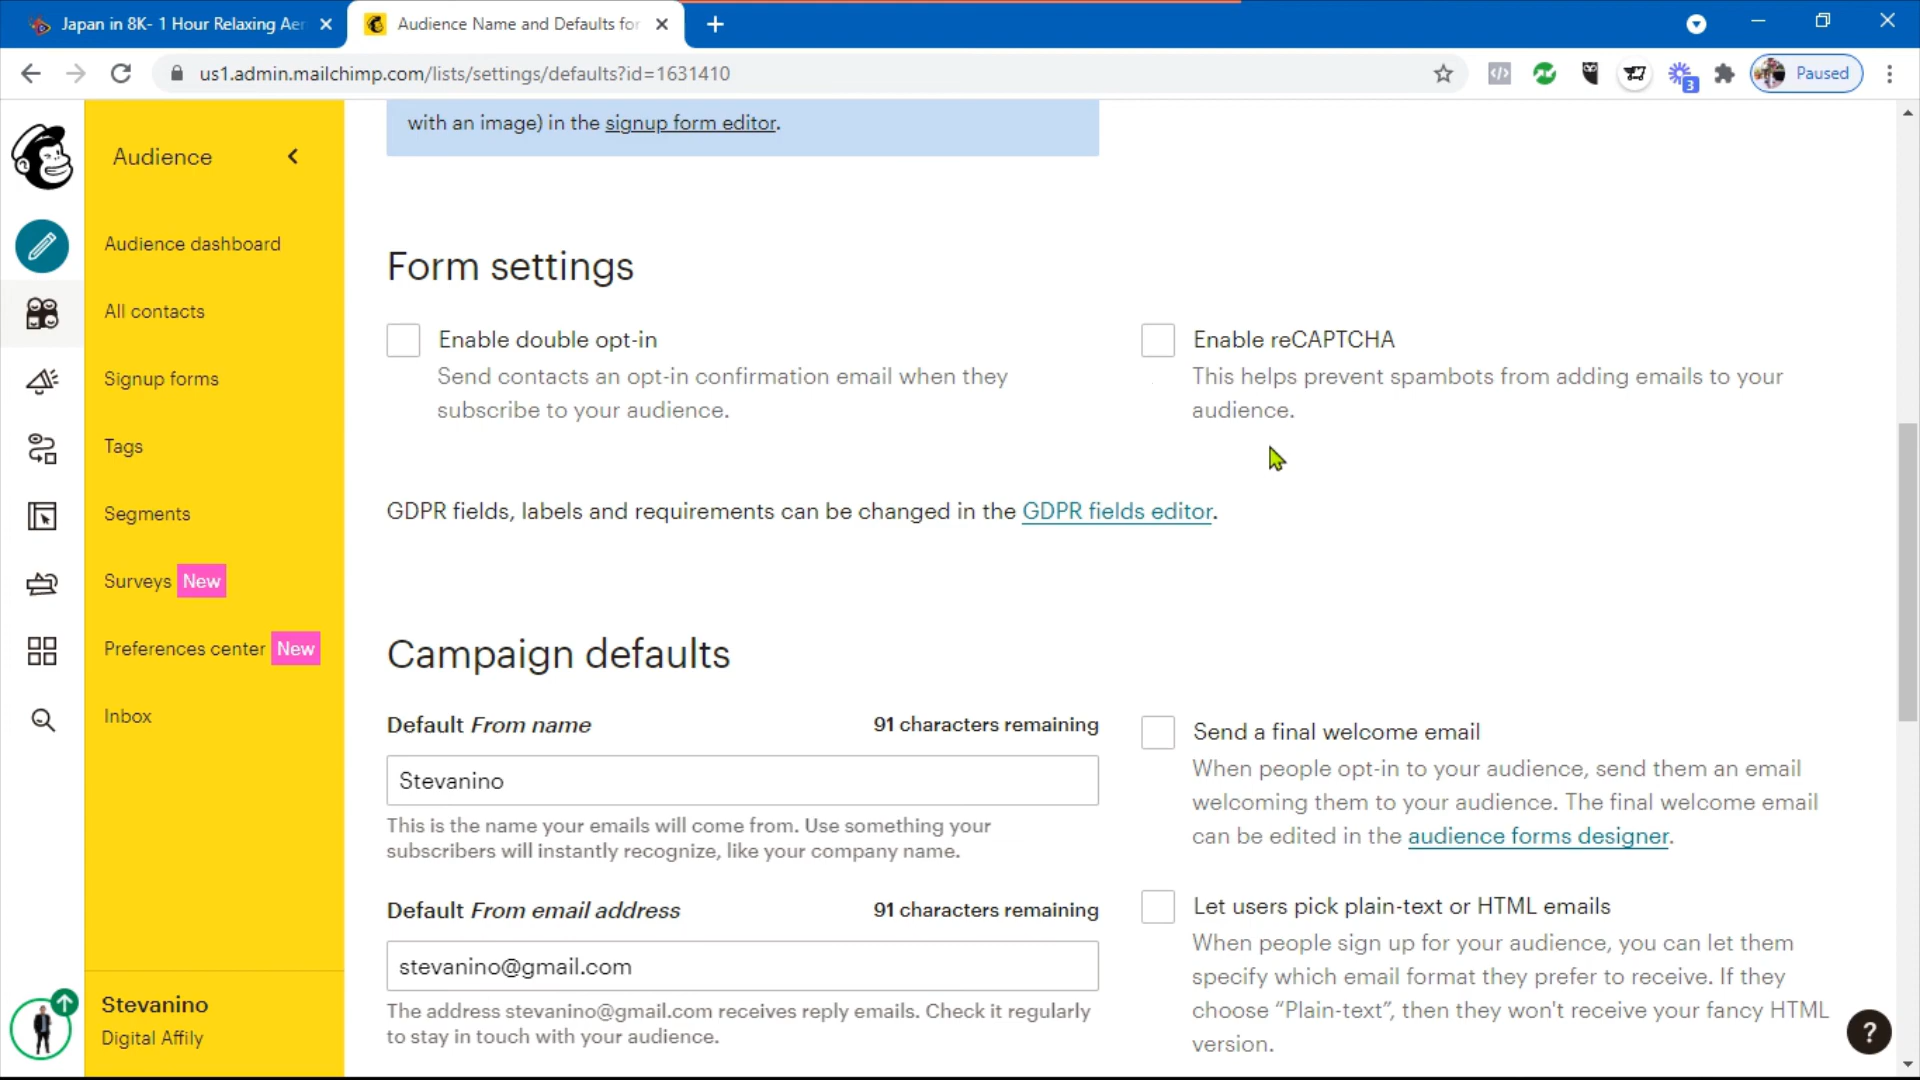 Japan in 8K- 1 Hour Relaxing Aer
Audience Name and Defaults for
us1.admin.mailchimp.com/lists/settings/defaults?id=1631410
3
Paused
Audience
Audience dashboard
All contacts
Signup forms
Tags
Segments
Surveys New
Preferences center New
Inbox
Stevanino
Digital Affily
with an image) in the signup form editor.
Form settings
Enable double opt-in
Send contacts an opt-in confirmation email when they
subscribe to your audience.
Enable reCAPTCHA
This helps prevent spambots from adding emails to your
audience.
GDPR fields, labels and requirements can be changed in the GDPR fields editor.
Campaign defaults
Default From name
91 characters remaining
Stevanino
This is the name your emails will come from. Use something your
subscribers will instantly recognize, like your company name.
Default From email address
91 characters remaining
stevanino@gmail.com
The address stevanino@gmail.com receives reply emails. Check it regularly
to stay in touch with your audience.
Send a final welcome email
When people opt-in to your audience, send them an email
welcoming them to your audience. The final welcome email
can be edited in the audience forms designer.
Let users pick plain-text or HTML emails
When people sign up for your audience, you can let them
specify which email format they prefer to receive. If they
choose “Plain-text”, then they won't receive your fancy HTML
version.
?